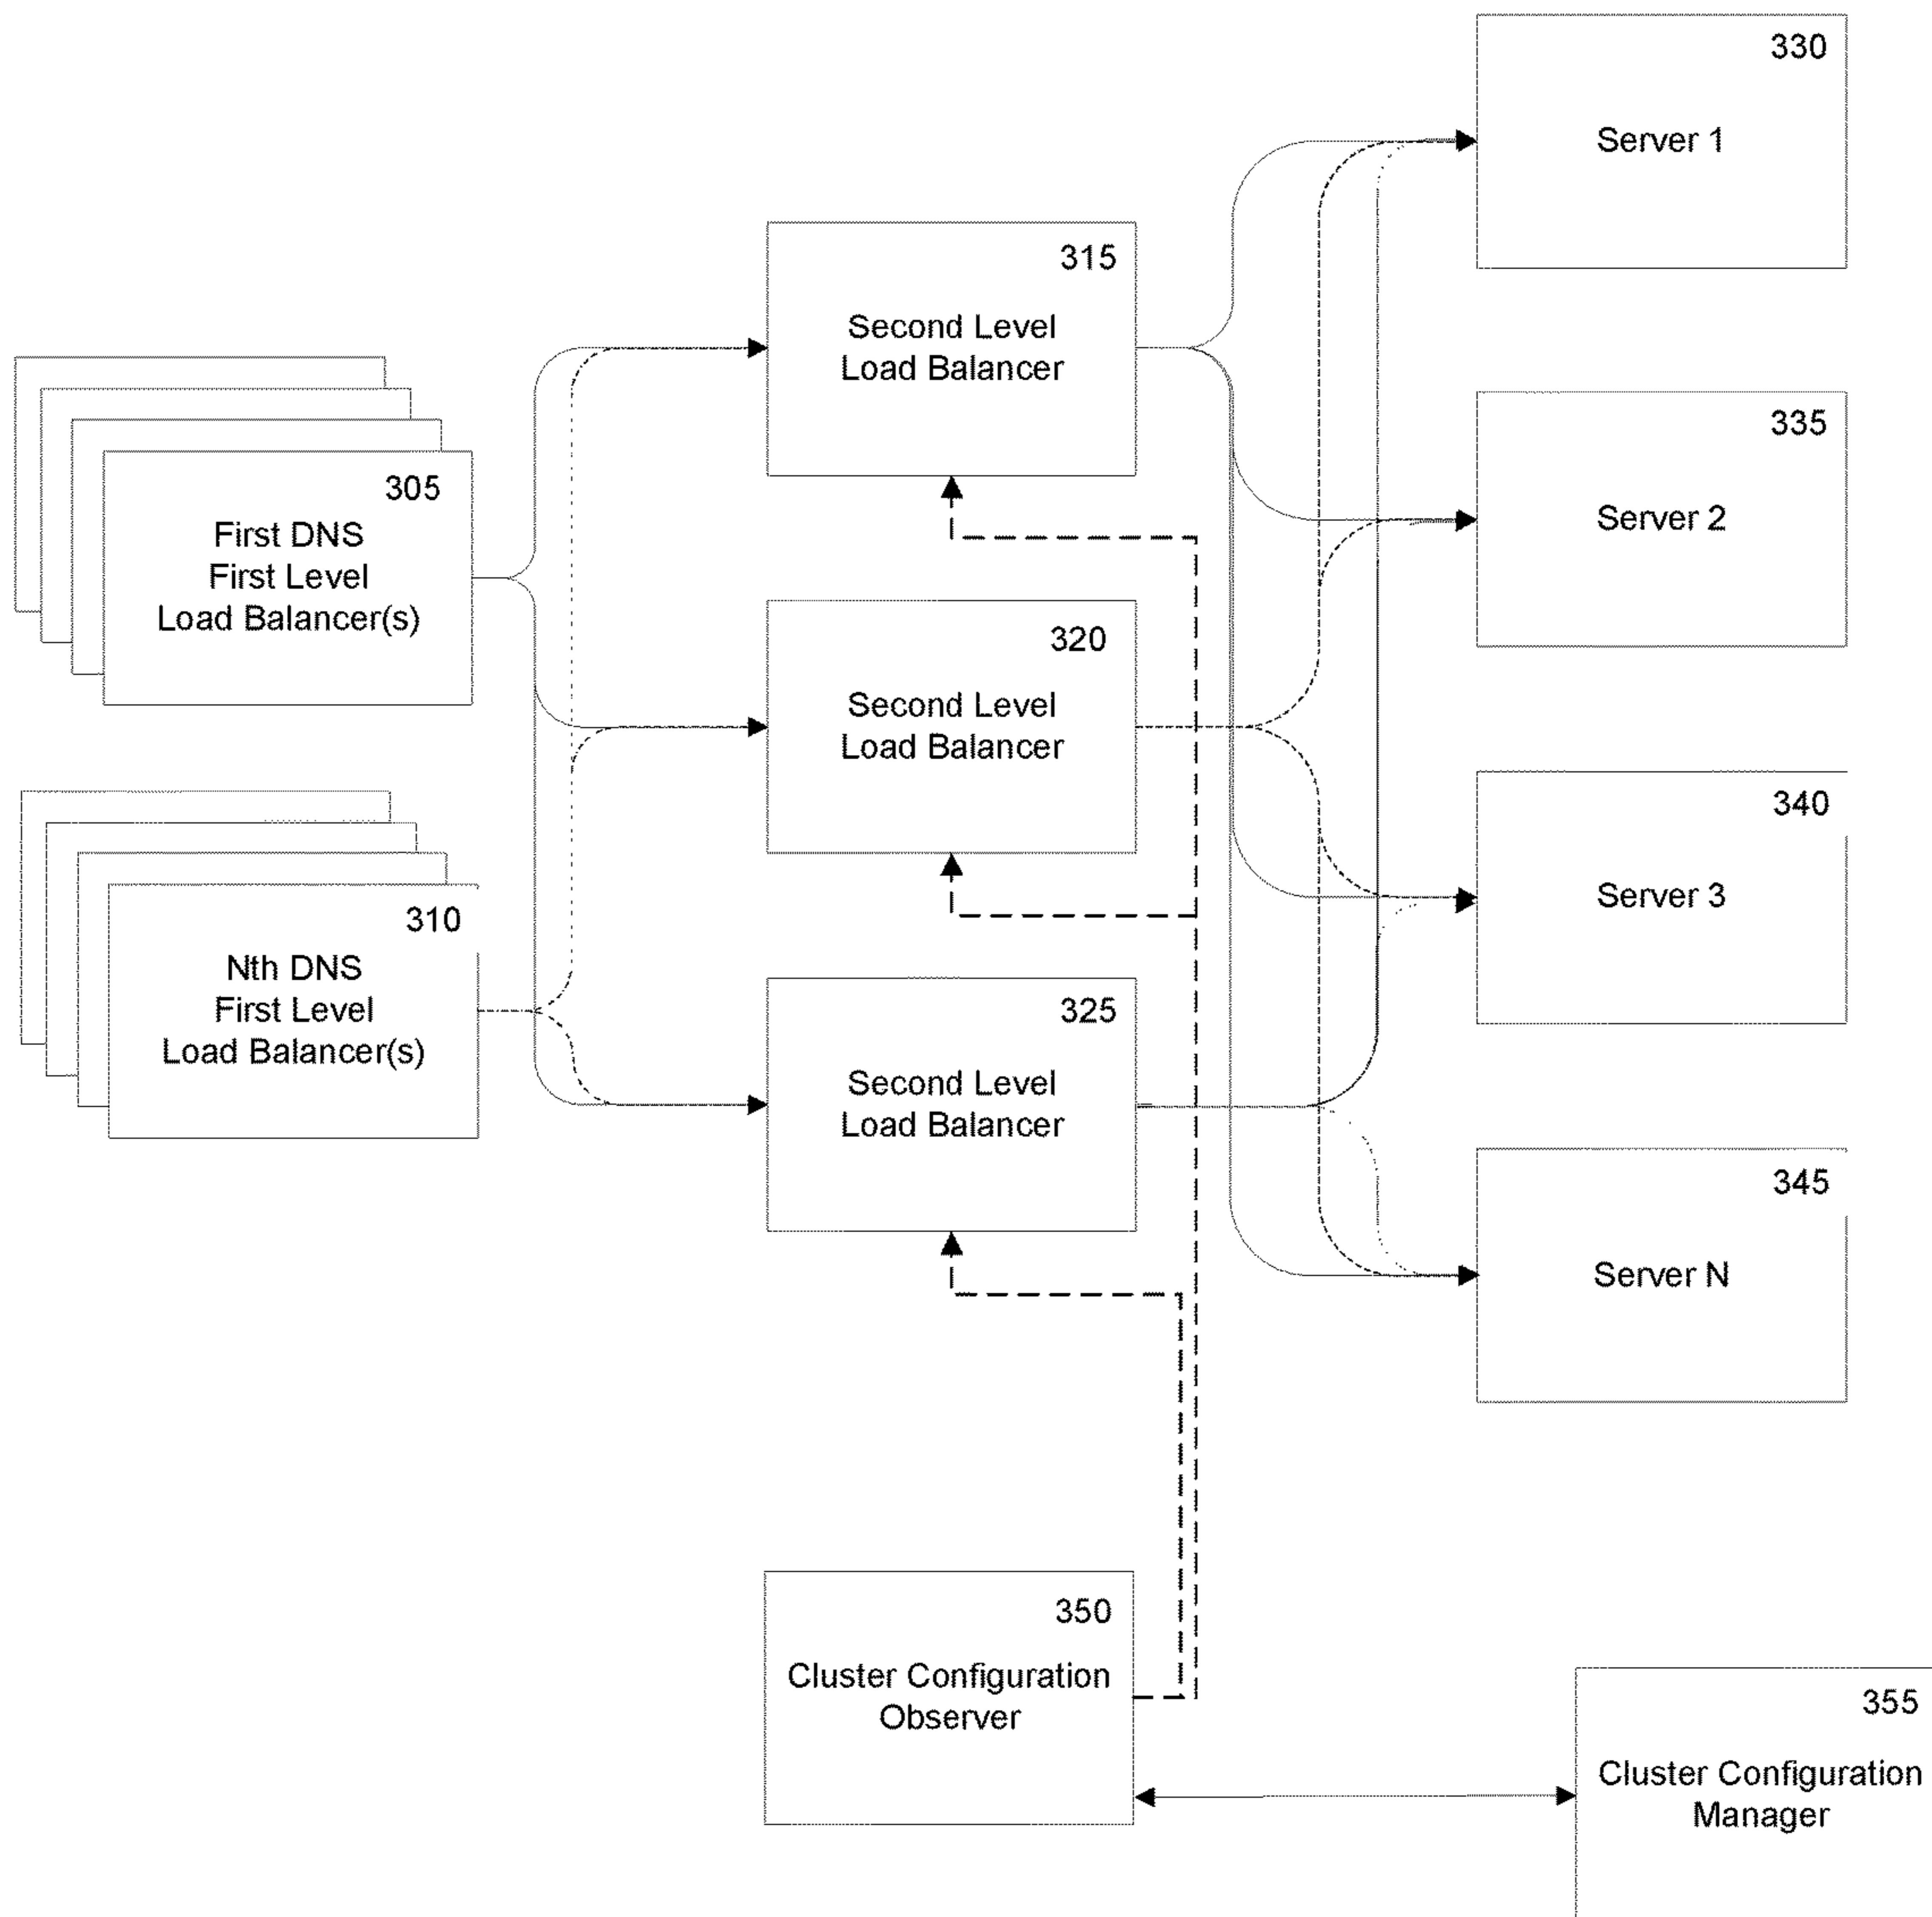 305
First DNS
First Level
Load Balancer(s)
310
Nth DNS
First Level
Load Balancer(s)
315
Second Level
Load Balancer
320
Second Level
Load Balancer
325
Second Level
Load Balancer
330
Server 1
335
Server 2
340
Server 3
345
Server N
350
Cluster Configuration
Observer
355
Cluster Configuration
Manager